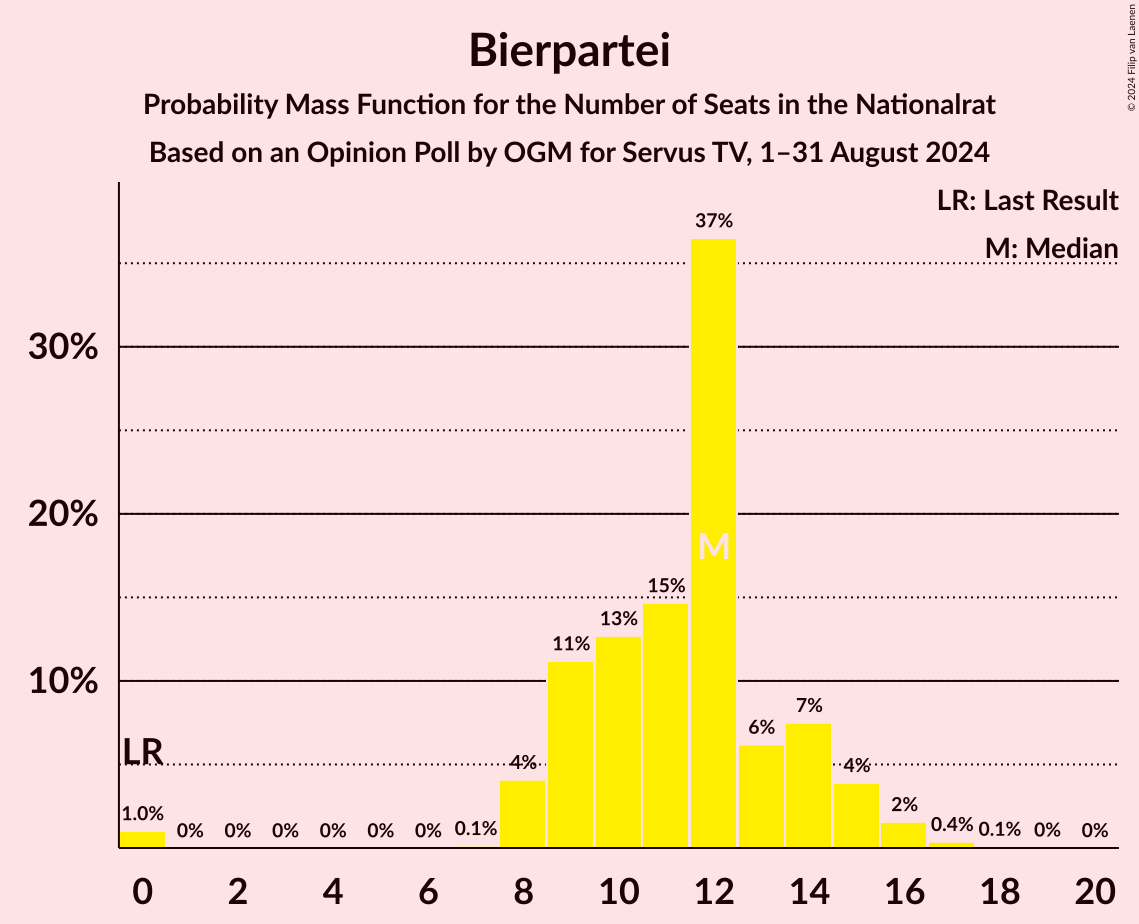 Bierpartei
Probability Mass Function for the Number of Seats in the Nationalrat
Based on an Opinion Poll by OGM for Servus TV, 1–31 August 2024
© 2024 Filip van Laenen
LR: Last Result
M: Median
30%
20%
10%
LR
1.0%
0%
0%
0%
0%
0%
0%
0.1%
4%
11%
13%
15%
37%
M
6%
7%
4%
2%
0.4%
0.1%
0%
0%
0 2 4 6 8 10 12 14 16 18 20